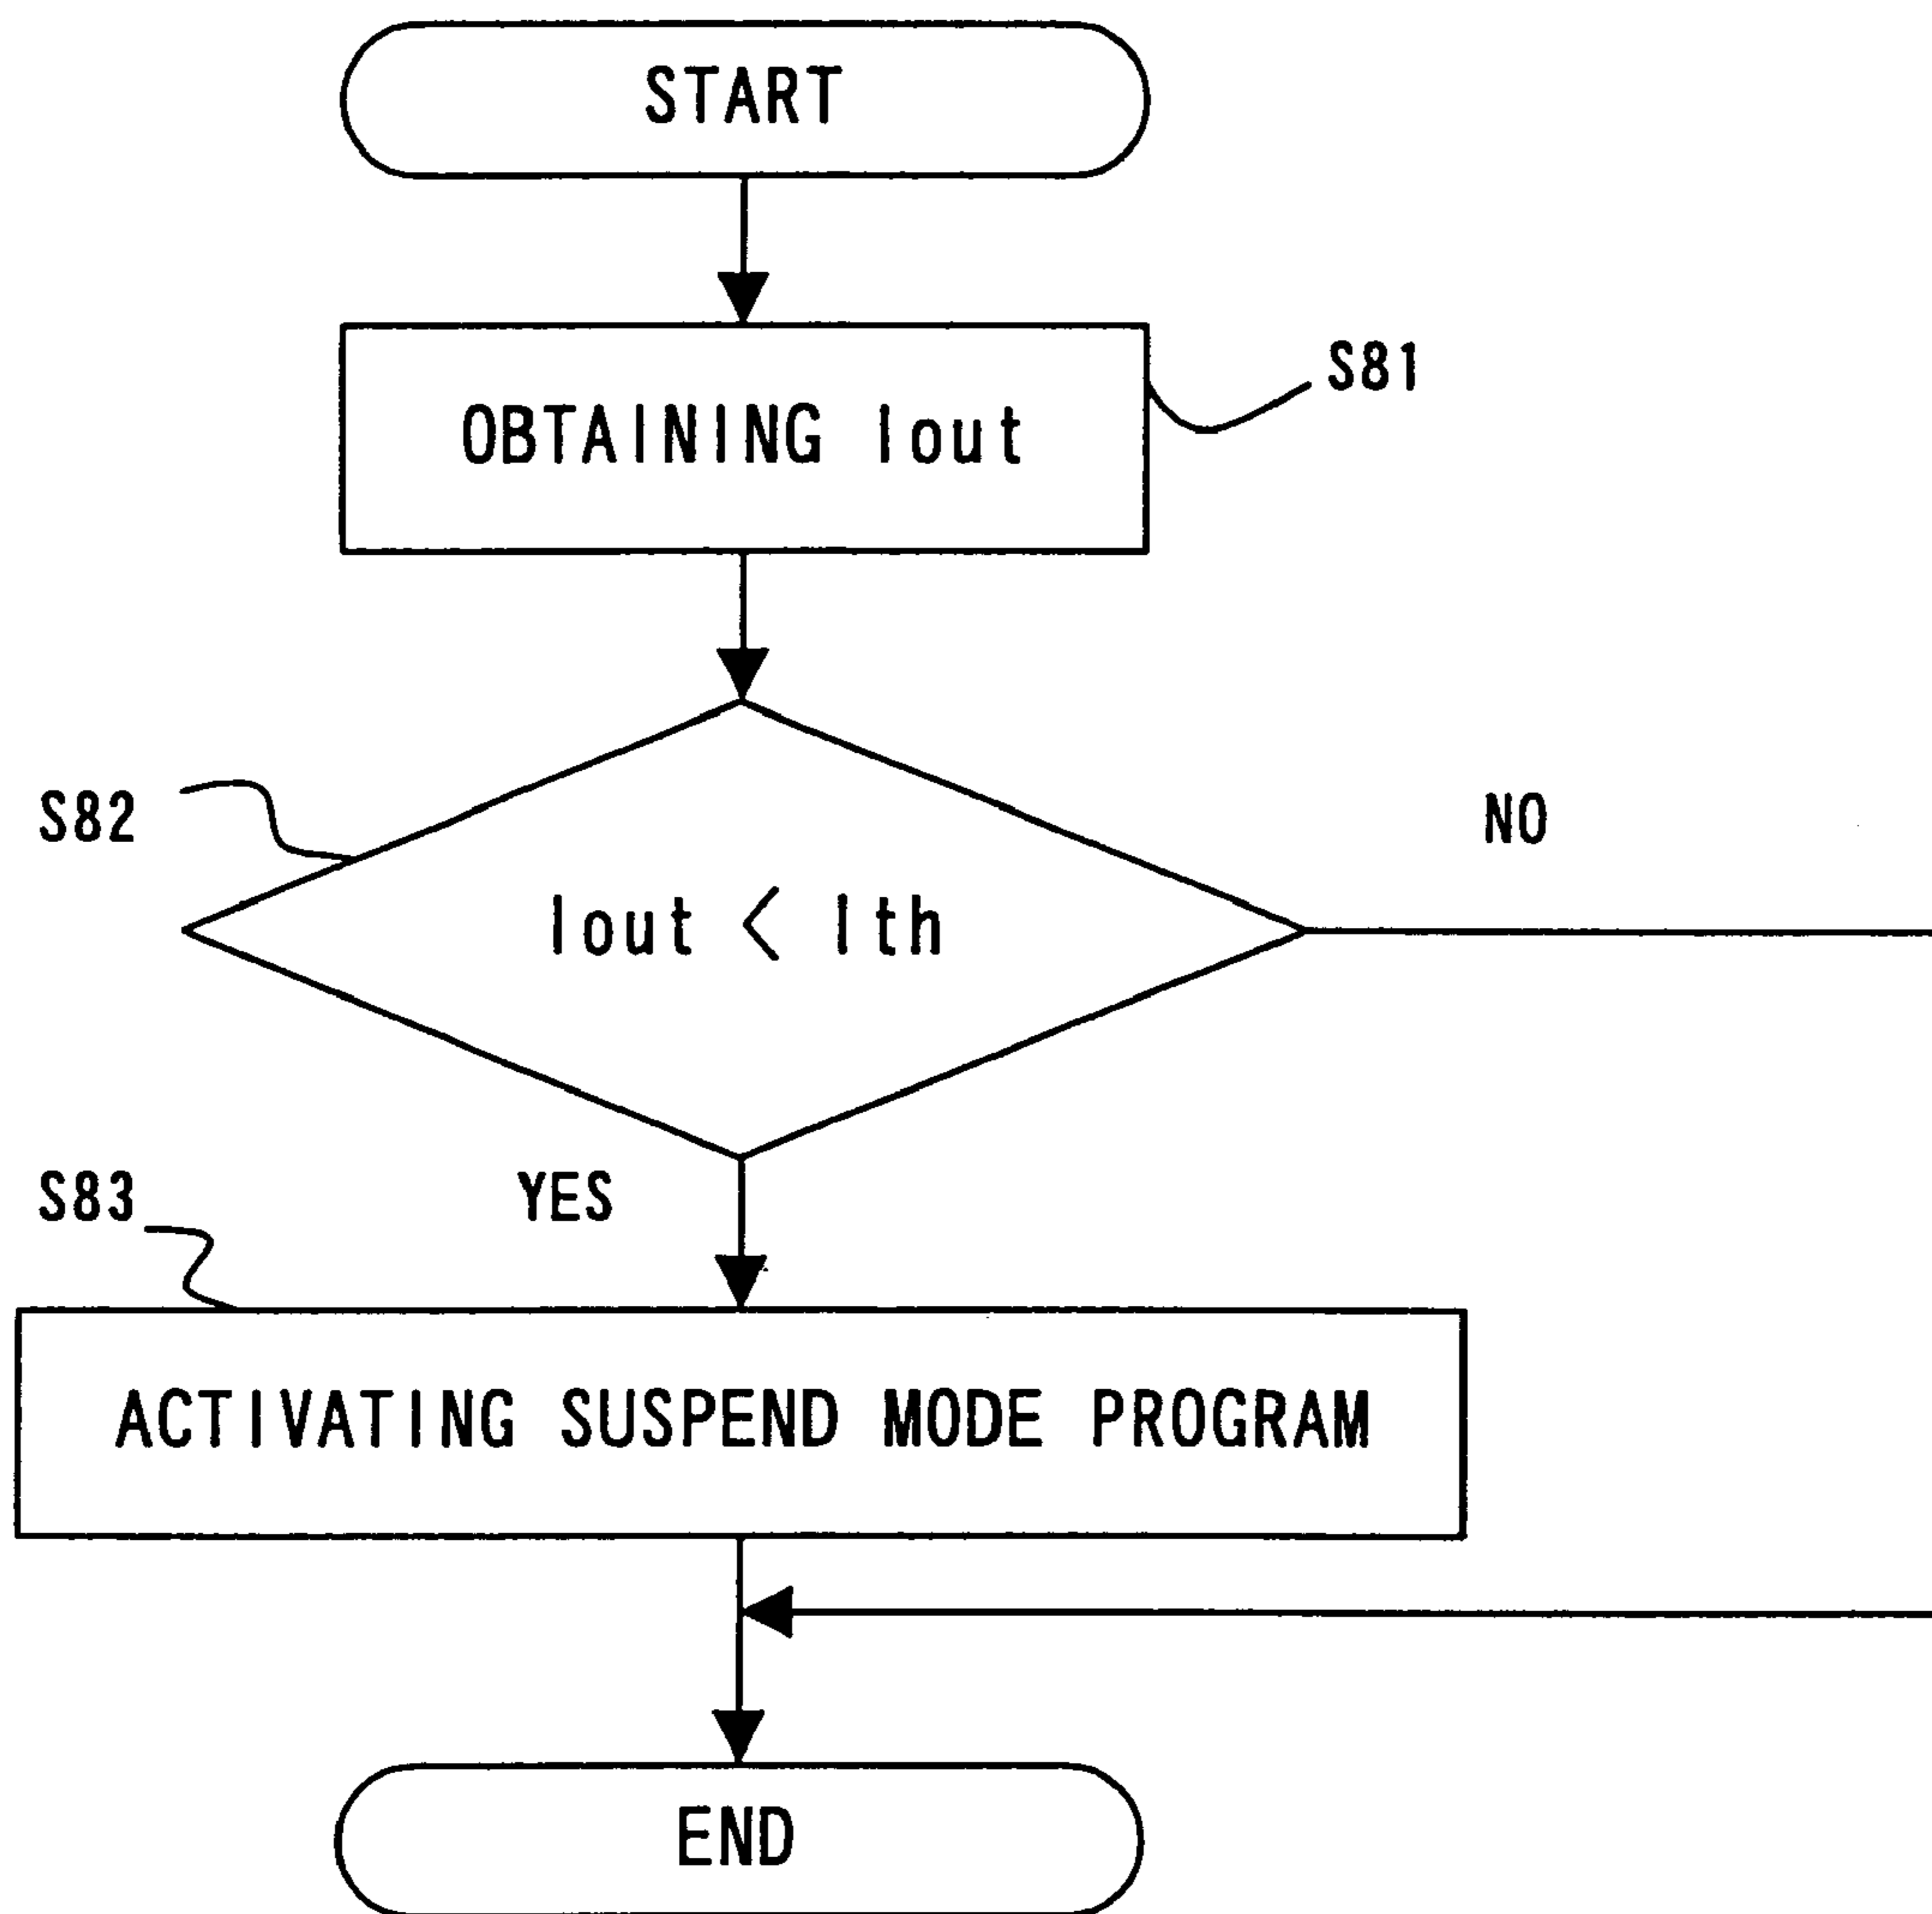 START
OBTAINING Iout
S81
S82
Iout < Ith
NO
YES
S83
ACTIVATING SUSPEND MODE PROGRAM
END